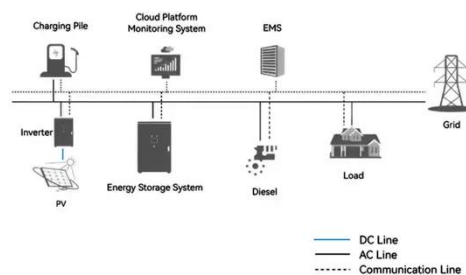 Charging Pile
Cloud Platform
Monitoring System
EMS
Grid
Inverter
PV
Energy Storage System
Diesel
Load
DC Line
AC Line
Communication Line